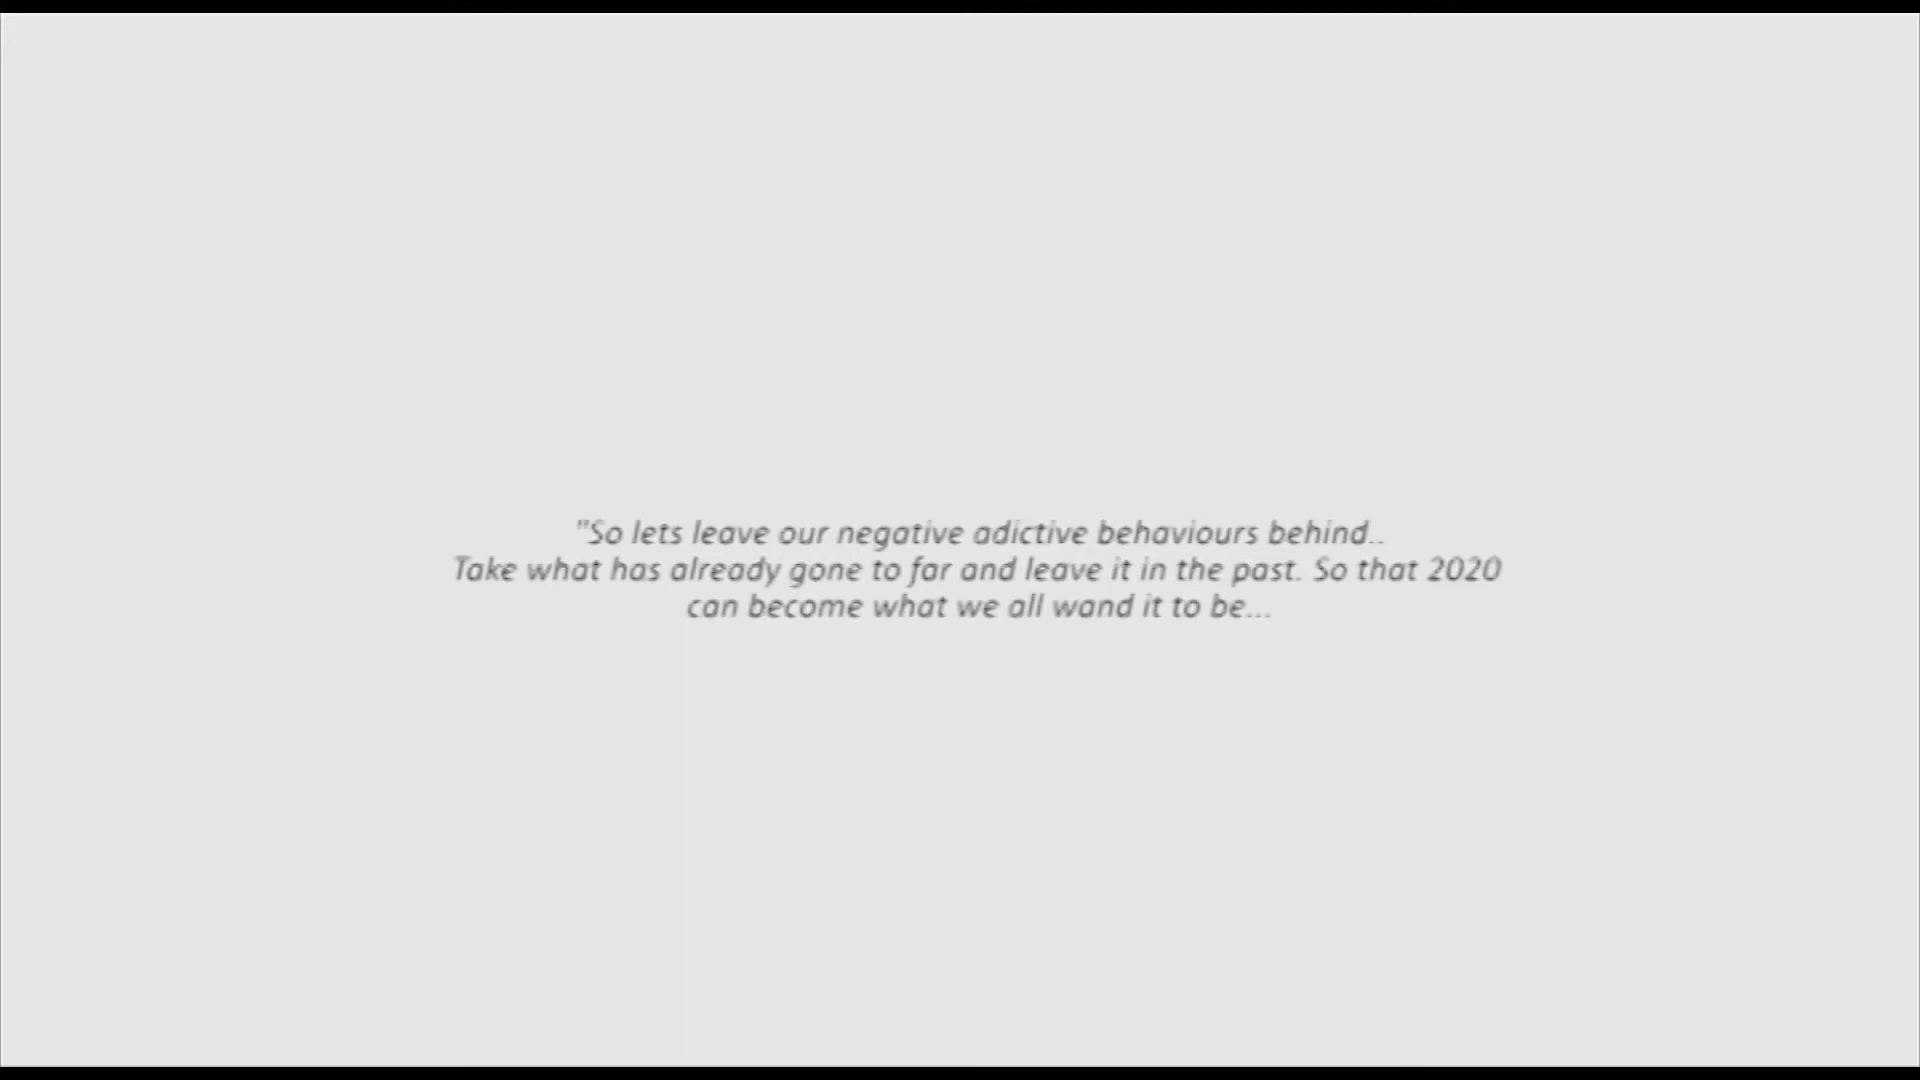 "So lets leave our negative adictive behaviours behind..
Take what has already gone to far and leave it in the past. So that 2020
can become what we all wand it to be...